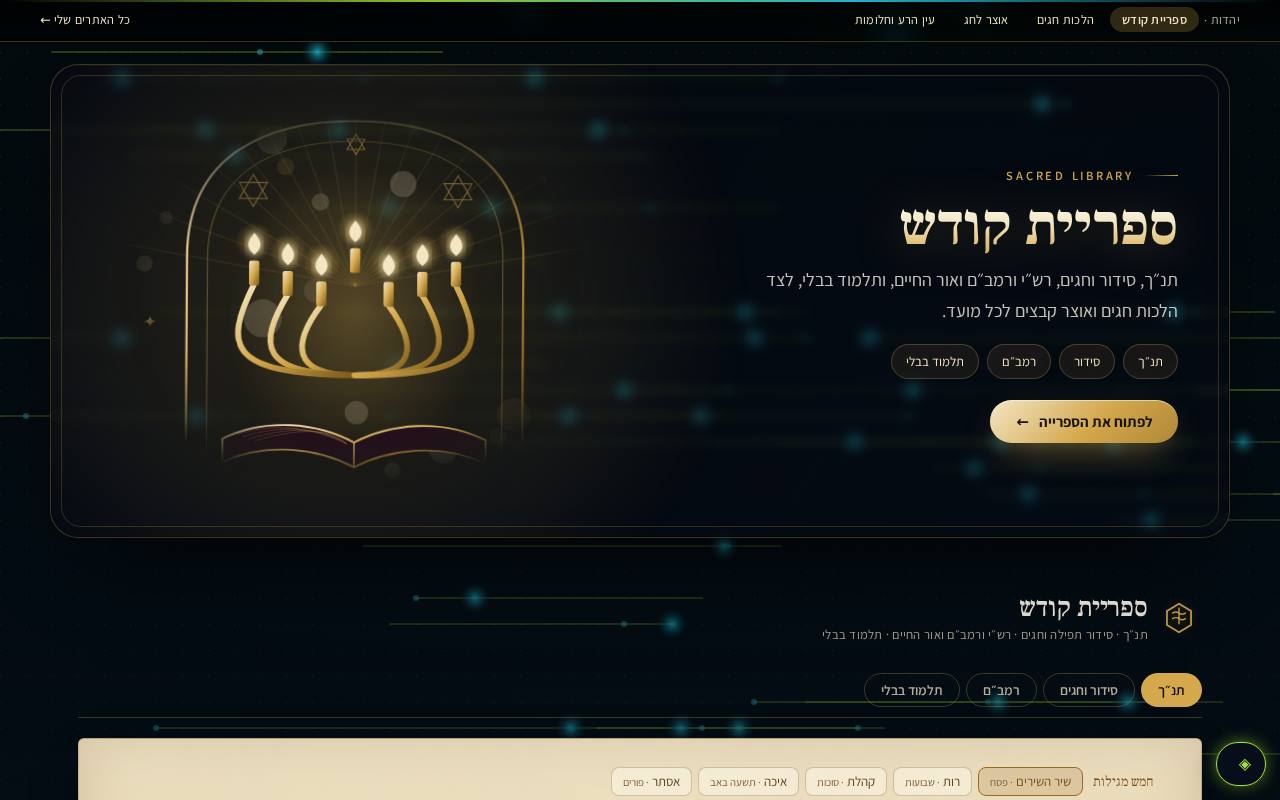 יהדות · ספריית קודש הלכות חגים אוצר לחג עין הרע וחלומות כל האתרים שלי ←
SACRED LIBRARY
ספריית קודש
תנ״ך, סידור וחגים, רש״י ורמב״ם ואור החיים, ותלמוד בבלי, לצד
הלכות חגים ואוצר קבצים לכל מועד.
תנ״ך סידור רמב״ם תלמוד בבלי
לפתוח את הספרייה ←
ספריית קודש
תנ״ך · סידור תפילה וחגים · רש״י ורמב״ם ואור החיים · תלמוד בבלי
תנ״ך סידור וחגים רמב״ם תלמוד בבלי
חמש מגילות שיר השירים · פסח רות · שבועות קהלת · סוכות איכה · תשעה באב אסתר · פורים